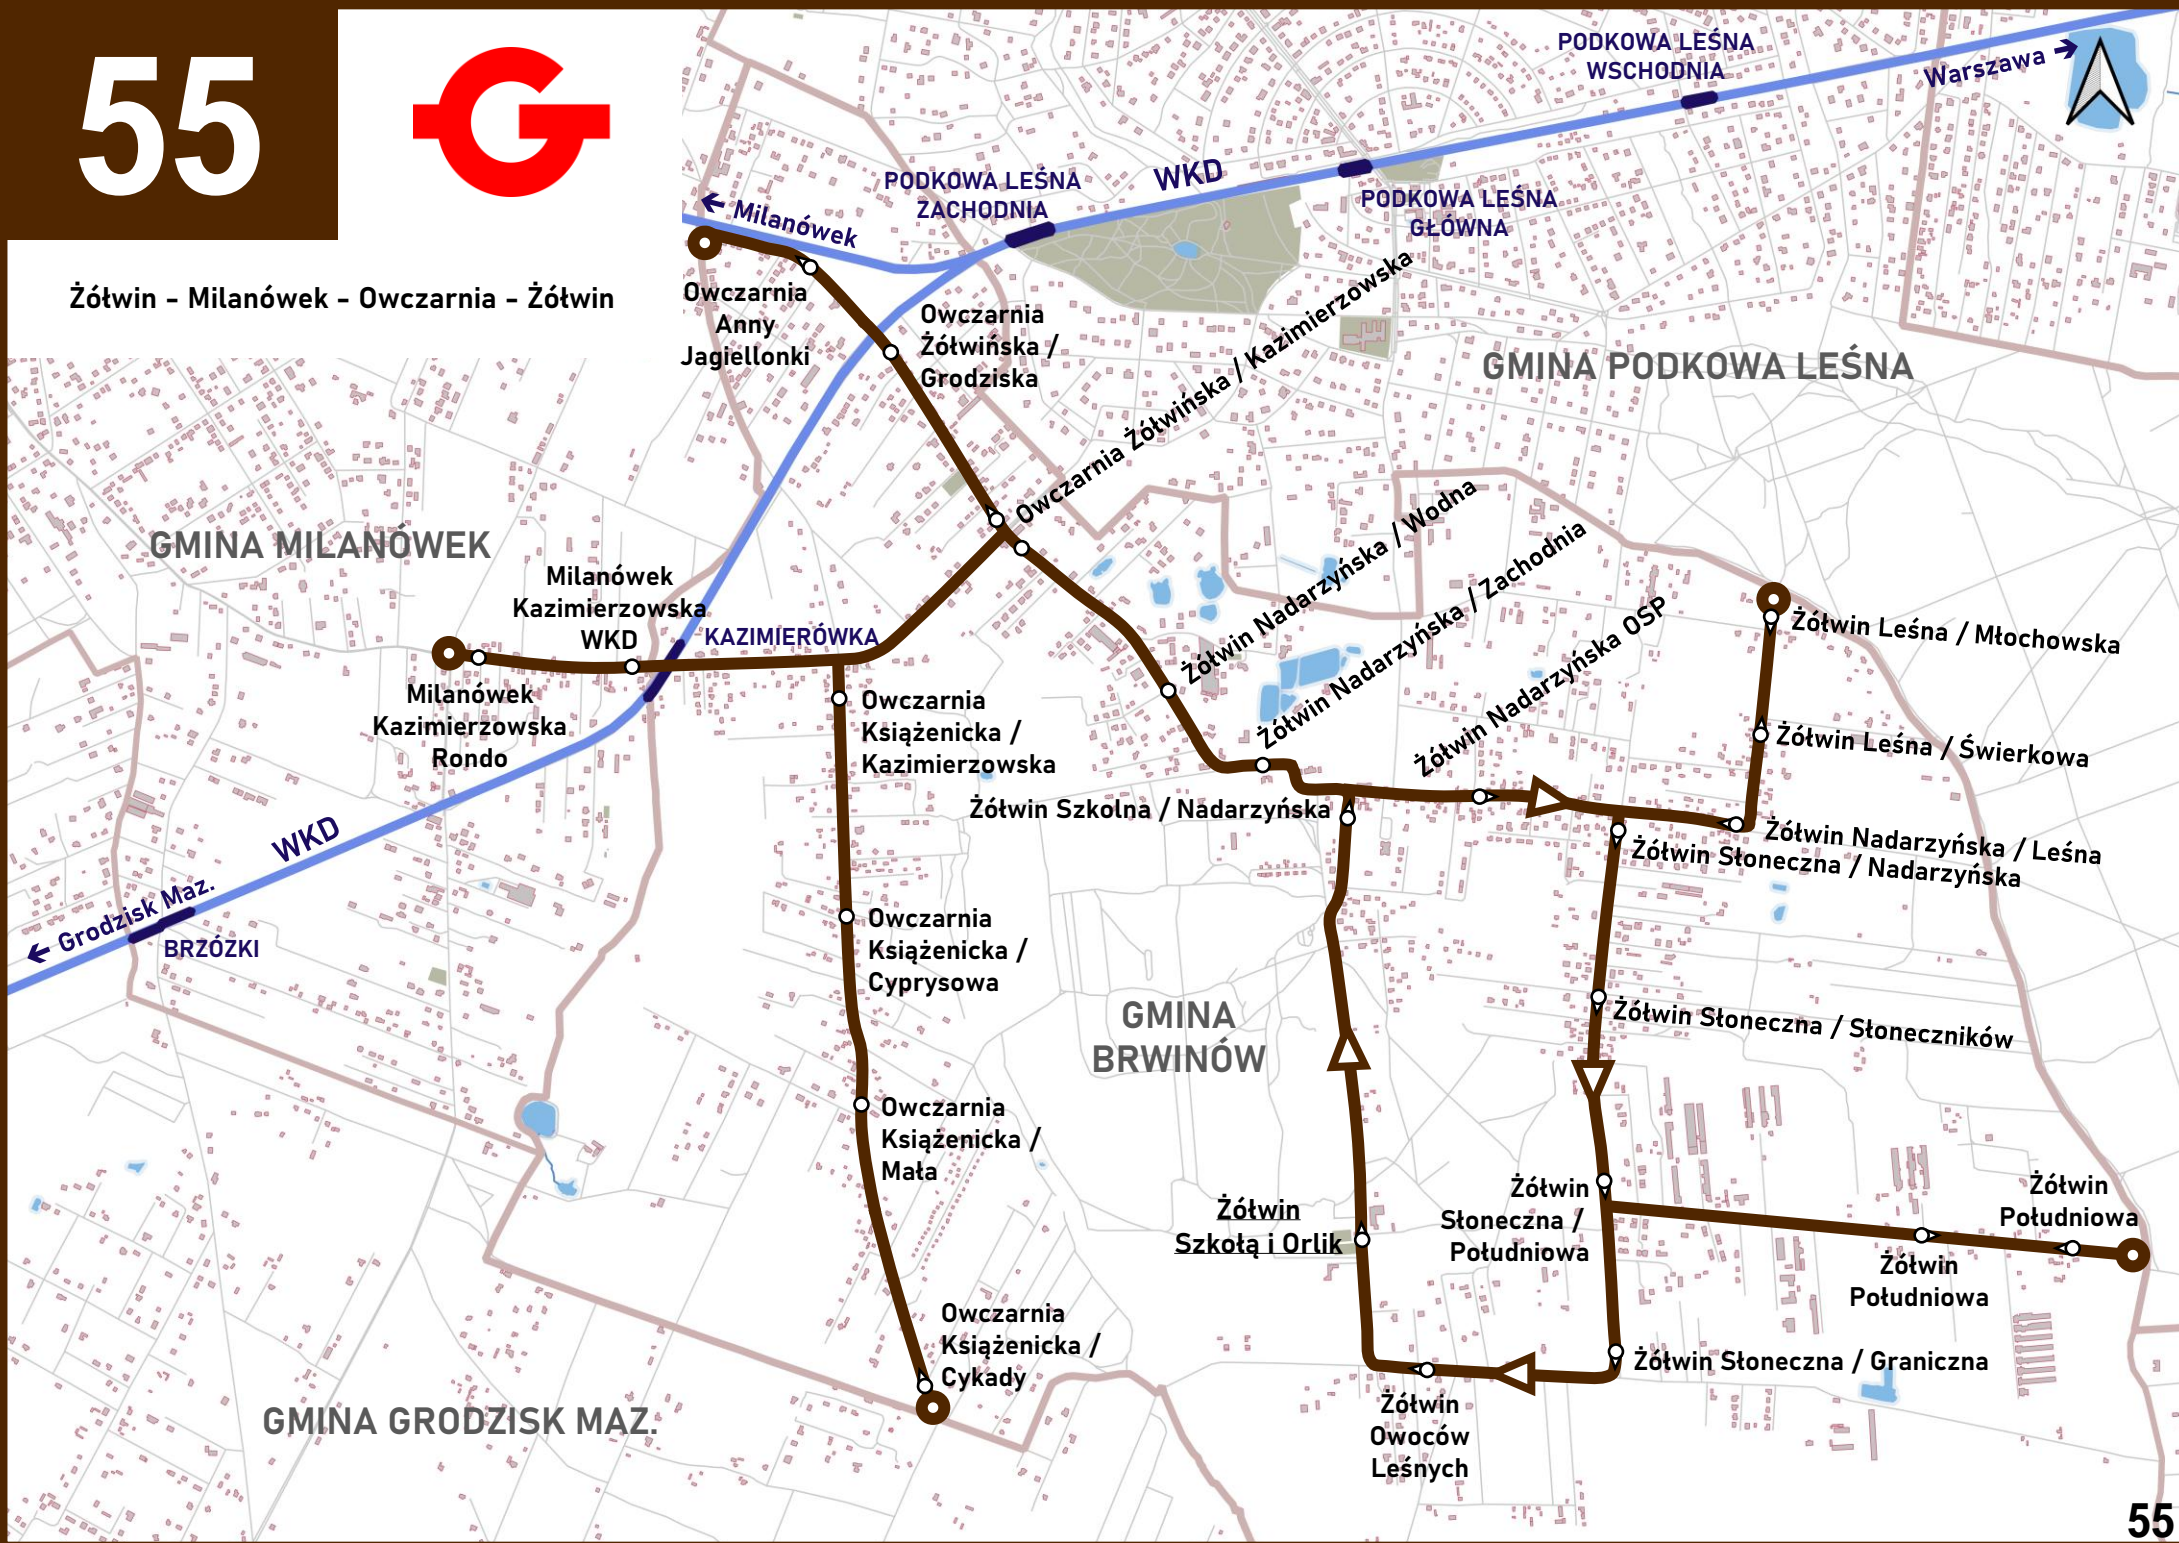 55
Żółwin - Milanówek - Owczarnia - Żółwin
PODKOWA LEŚNA
WSCHODNIA
Warszawa →
PODKOWA LEŚNA
ZACHODNIA
WKD
PODKOWA LEŚNA
GŁÓWNA
← Milanówek
Owczarnia
Anny
Jagiellonki
Owczarnia
Żółwińska /
Grodziska
Owczarnia Żółwińska / Kazimierzowska
GMINA PODKOWA LEŚNA
GMINA MILANÓWEK
Milanówek
Kazimierzowska
WKD
KAZIMIERÓWKA
Milanówek
Kazimierzowska
Rondo
Żółwin Nadarzyńska / Wodna
Żółwin Nadarzyńska / Zachodnia
Żółwin Nadarzyńska OSP
Żółwin Leśna / Młochowska
Żółwin Leśna / Świerkowa
Owczarnia
Książenicka /
Kazimierzowska
Żółwin Szkolna / Nadarzyńska
Żółwin Nadarzyńska / Leśna
Żółwin Słoneczna / Nadarzyńska
WKD
← Grodzisk Maz.
BRZÓZKI
Owczarnia
Książenicka /
Cyprysowa
GMINA
BRWINÓW
Żółwin Słoneczna / Słoneczników
Owczarnia
Książenicka /
Mała
Żółwin
Szkołą i Orlik
Żółwin
Słoneczna /
Południowa
Żółwin
Południowa
Żółwin
Południowa
Owczarnia
Książenicka /
Cykady
Żółwin Słoneczna / Graniczna
Żółwin
Owoców
Leśnych
GMINA GRODZISK MAZ.
55